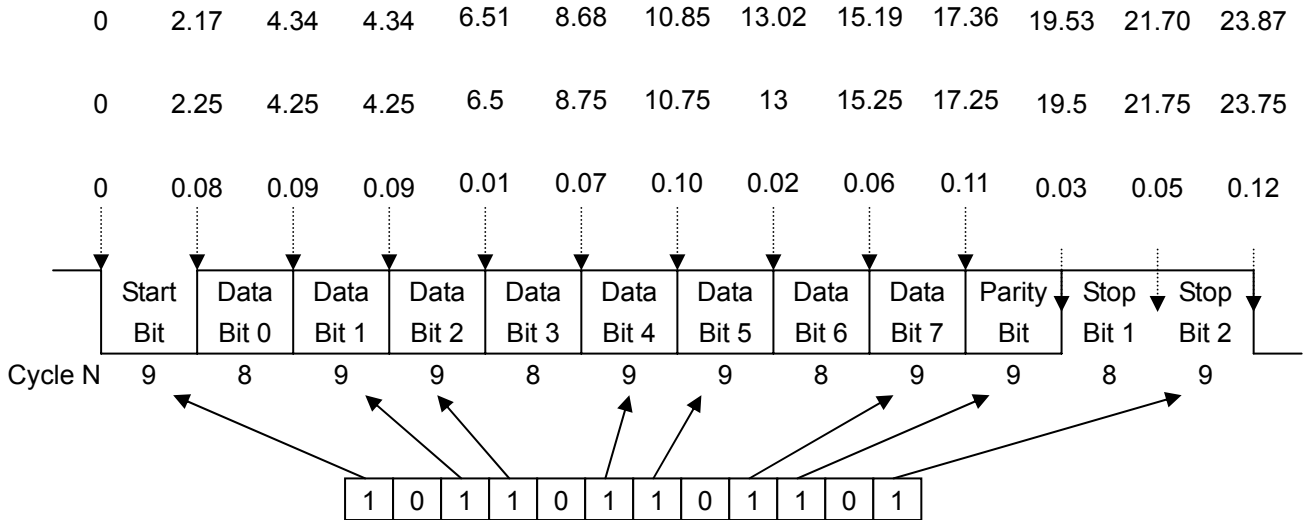 0 2.17 4.34 4.34 6.51 8.68 10.85 13.02 15.19 17.36 19.53 21.70 23.87
0 2.25 4.25 4.25 6.5 8.75 10.75 13 15.25 17.25 19.5 21.75 23.75
0 0.08 0.09 0.09 0.01 0.07 0.10 0.02 0.06 0.11 0.03 0.05 0.12
Start Data Data Data Data Data Data Data Data Parity Stop Stop
Bit Bit 0 Bit 1 Bit 2 Bit 3 Bit 4 Bit 5 Bit 6 Bit 7 Bit Bit 1 Bit 2
Cycle N 9 8 9 9 8 9 9 8 9 9 8 9
1 0 1 1 0 1 1 0 1 1 0 1